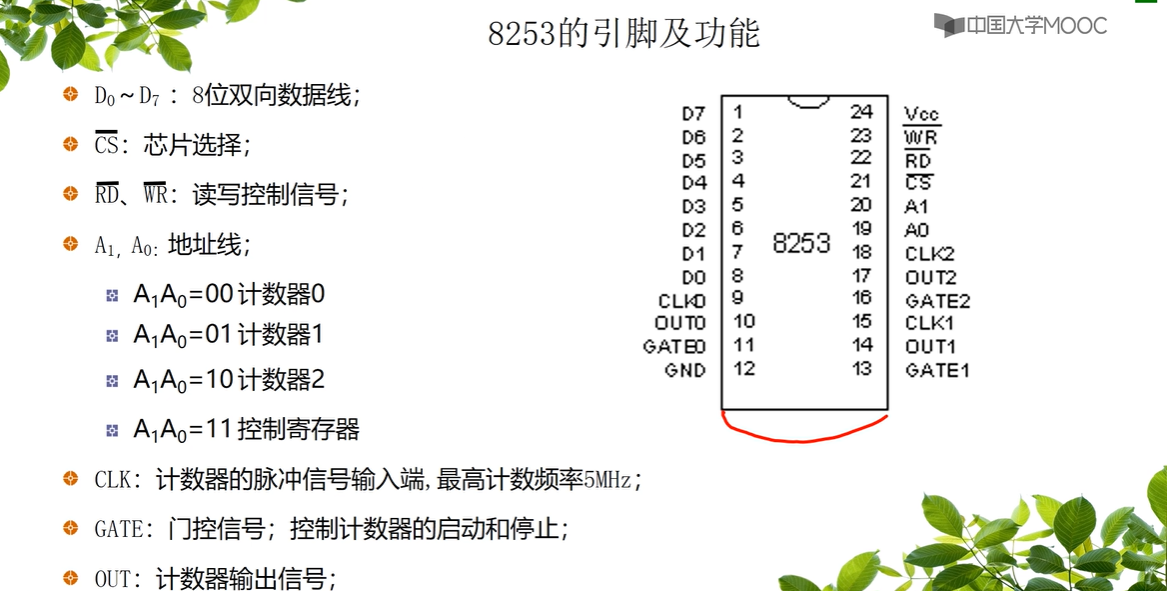 8253的引脚及功能
中国大学MOOC
D₀～D₇ ：8位双向数据线；
C̅S̅：芯片选择；
R̅D̅、W̅R̅：读写控制信号；
A₁, A₀: 地址线；
A₁A₀=00 计数器0
A₁A₀=01 计数器1
A₁A₀=10 计数器2
A₁A₀=11 控制寄存器
CLK：计数器的脉冲信号输入端, 最高计数频率5MHz；
GATE：门控信号；控制计数器的启动和停止；
OUT：计数器输出信号；
D7 1 24 Vcc
D6 2 23 W̅R̅
D5 3 22 R̅D̅
D4 4 21 C̅S̅
D3 5 20 A1
D2 6 19 A0
8253
D1 7 18 CLK2
D0 8 17 OUT2
CLK0 9 16 GATE2
OUT0 10 15 CLK1
GATE0 11 14 OUT1
GND 12 13 GATE1